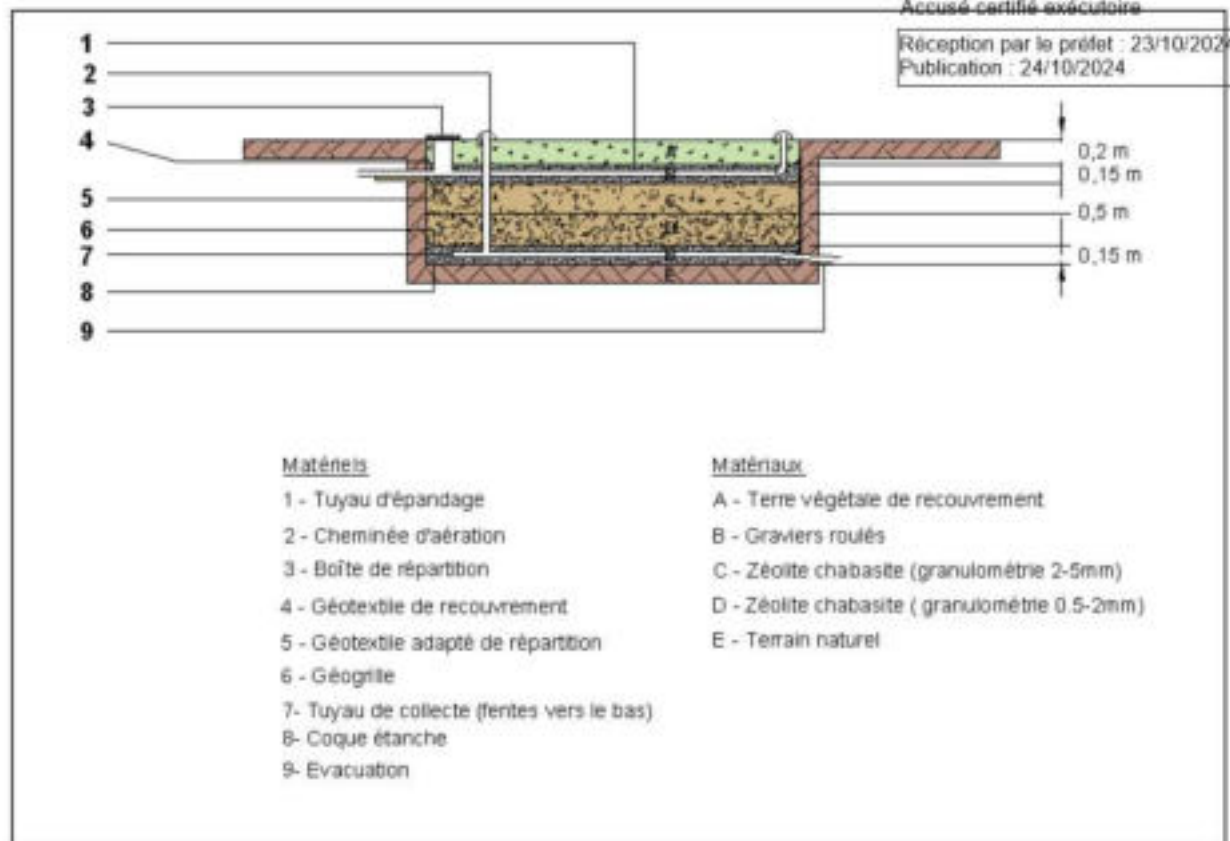 Accusé certifié exécutoire
Réception par le préfet : 23/10/2024
Publication : 24/10/2024
1
2
3
4
5
6
7
8
9
0,2 m
0,15 m
0,5 m
0,15 m
Matériels
1 - Tuyau d'épandage
2 - Cheminée d'aération
3 - Boîte de répartition
4 - Géotextile de recouvrement
5 - Géotextile adapté de répartition
6 - Géogrille
7- Tuyau de collecte (fentes vers le bas)
8- Coque étanche
9- Evacuation
Matériaux
A - Terre végétale de recouvrement
B - Graviers roulés
C - Zéolite chabasite (granulométrie 2-5mm)
D - Zéolite chabasite ( granulométrie 0.5-2mm)
E - Terrain naturel